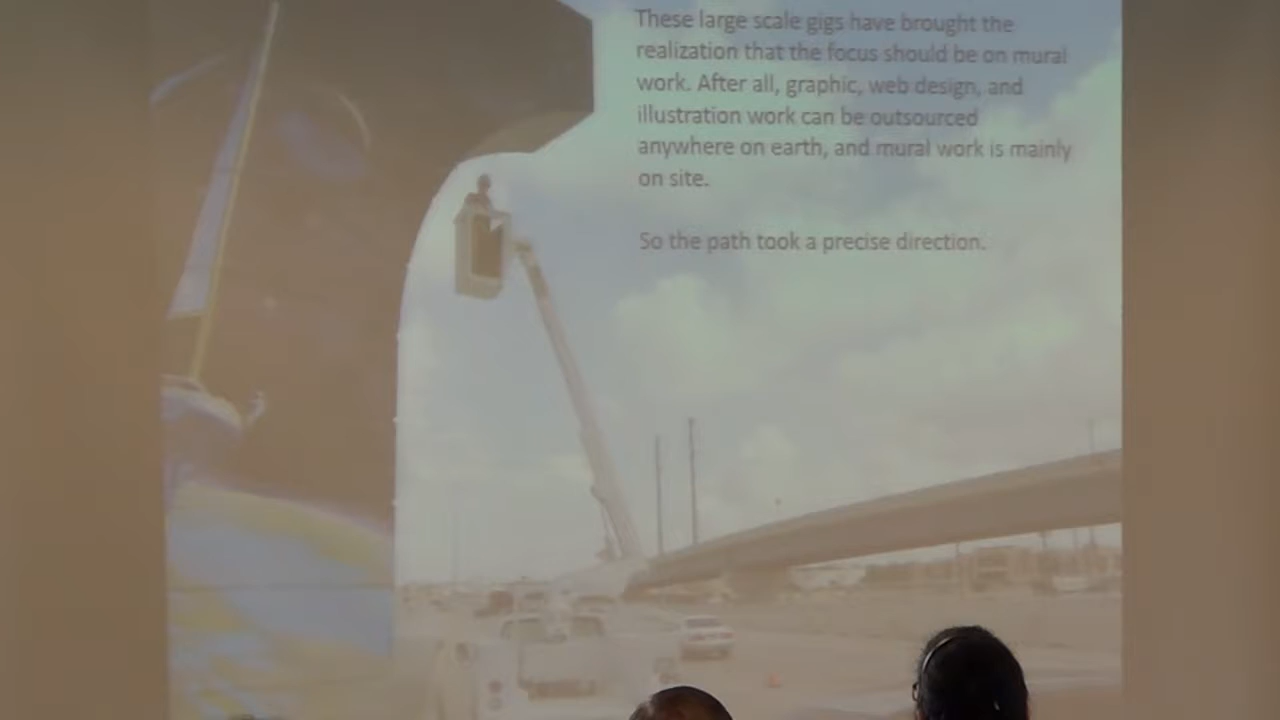 These large scale gigs have brought the
realization that the focus should be on mural
work. After all, graphic, web design, and
illustration work can be outsourced
anywhere on earth, and mural work is mainly
on site.
So the path took a precise direction.